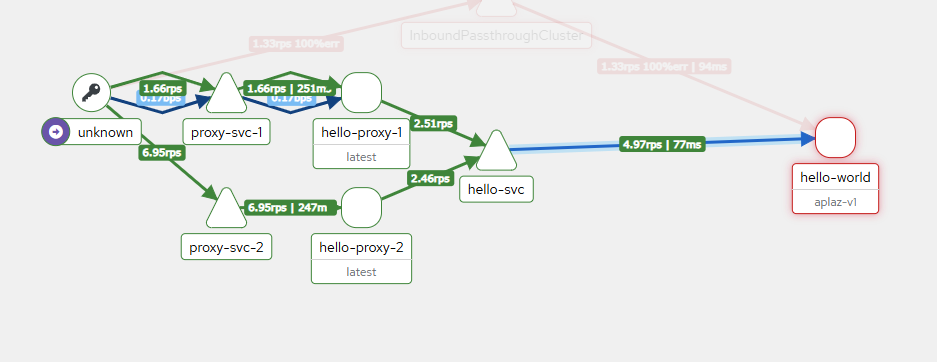 InboundPassthroughCluster
1.33rps 100%err
1.33rps 100%err | 94ms
1.66rps
1.66rps | 251m
0.17bps
0.17bps
unknown
proxy-svc-1
hello-proxy-1
latest
2.51rps
4.97rps | 77ms
6.95rps
2.46rps
hello-svc
hello-world
aplaz-v1
6.95rps | 247m
proxy-svc-2
hello-proxy-2
latest